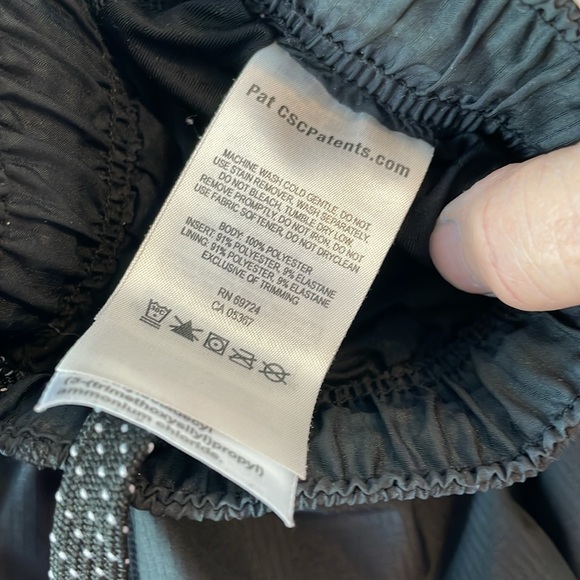 Pat CSCPatents.com
MACHINE WASH COLD GENTLE, DO NOT
USE STAIN REMOVER, WASH SEPARATELY,
DO NOT BLEACH, TUMBLE DRY LOW,
REMOVE PROMPTLY, DO NOT IRON, DO NOT
USE FABRIC SOFTENER, DO NOT DRYCLEAN
BODY: 100% POLYESTER
INSERT: 91% POLYESTER, 9% ELASTANE
LINING: 91% POLYESTER, 9% ELASTANE
EXCLUSIVE OF TRIMMING
RN 69724
CA 05367
(3-(trimethoxysilyl)propyl)
ammonium chloride.